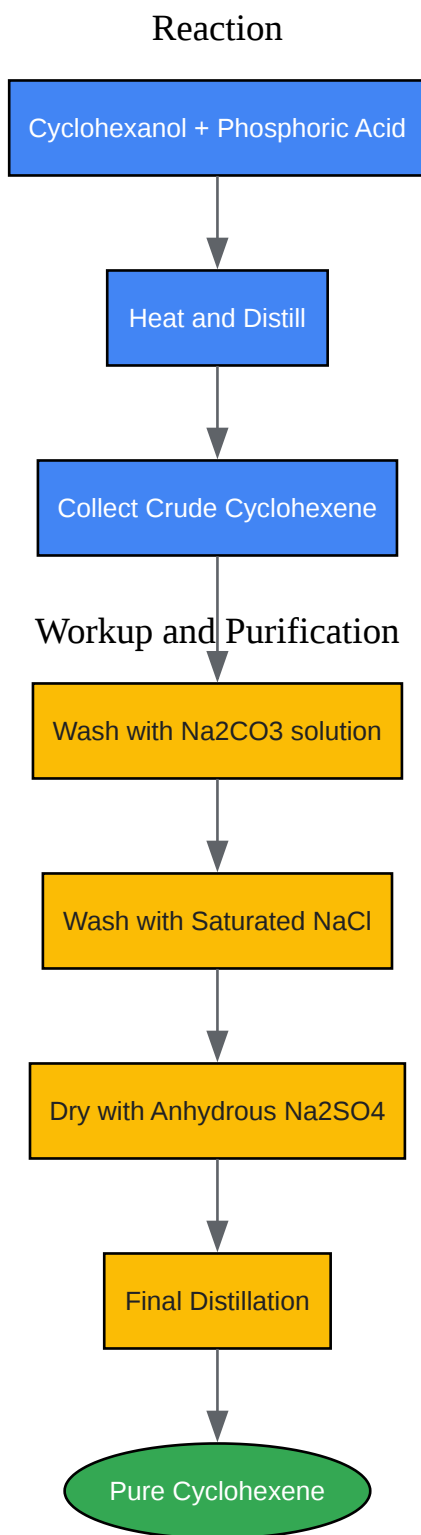 Reaction
Cyclohexanol + Phosphoric Acid
Heat and Distill
Collect Crude Cyclohexene
Workup and Purification
Wash with Na2CO3 solution
Wash with Saturated NaCl
Dry with Anhydrous Na2SO4
Final Distillation
Pure Cyclohexene